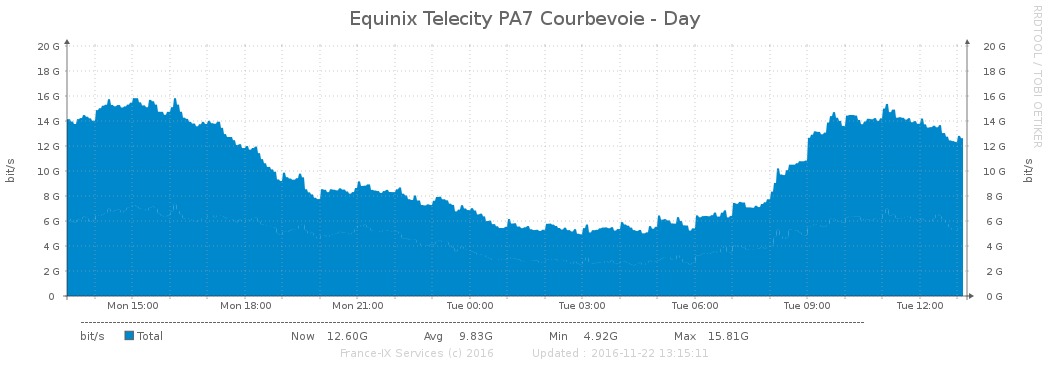 Equinix Telecity PA7 Courbevoie - Day
RRDTOOL / TOBI OETIKER
bit/s
bit/s
20 G 20 G
18 G 18 G
16 G 16 G
14 G 14 G
12 G 12 G
10 G 10 G
8 G 8 G
6 G 6 G
4 G 4 G
2 G 2 G
0 0 G
Mon 15:00 Mon 18:00 Mon 21:00 Tue 00:00 Tue 03:00 Tue 06:00 Tue 09:00 Tue 12:00
bit/s Total Now 12.60G Avg 9.83G Min 4.92G Max 15.81G
France-IX Services (c) 2016 Updated : 2016-11-22 13:15:11